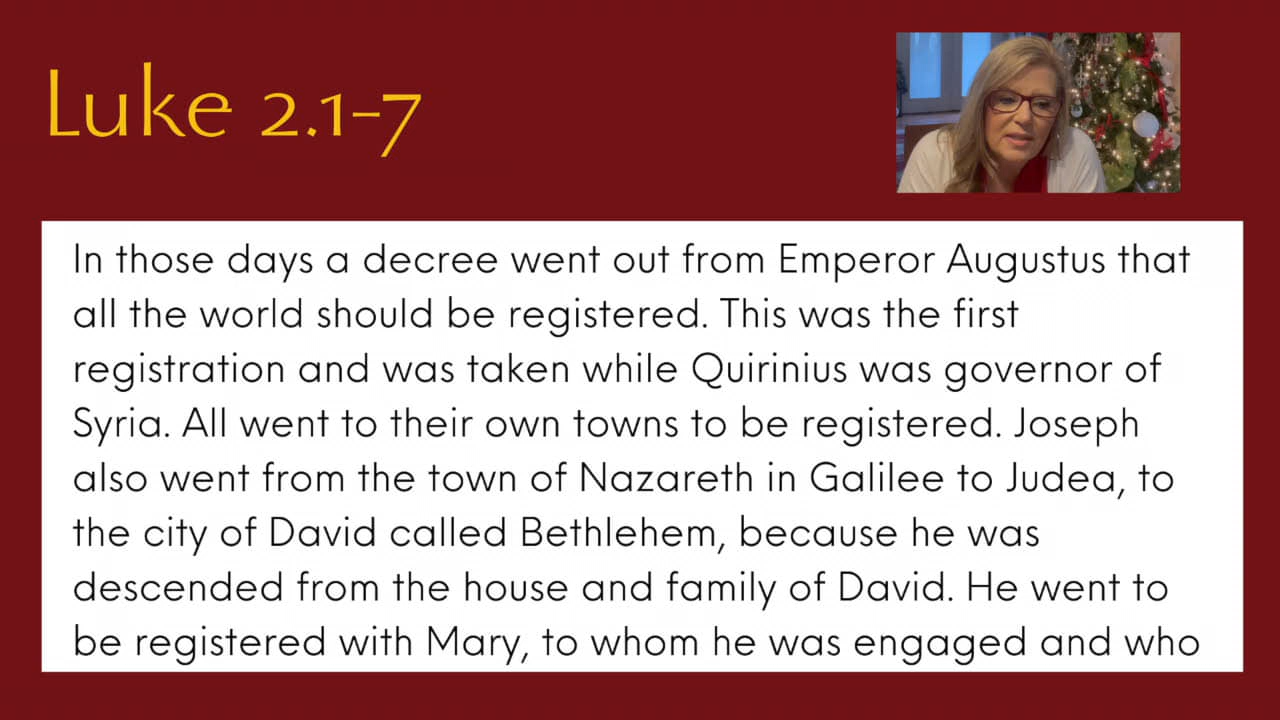 Luke 2.1-7
In those days a decree went out from Emperor Augustus that
all the world should be registered. This was the first
registration and was taken while Quirinius was governor of
Syria. All went to their own towns to be registered. Joseph
also went from the town of Nazareth in Galilee to Judea, to
the city of David called Bethlehem, because he was
descended from the house and family of David. He went to
be registered with Mary, to whom he was engaged and who